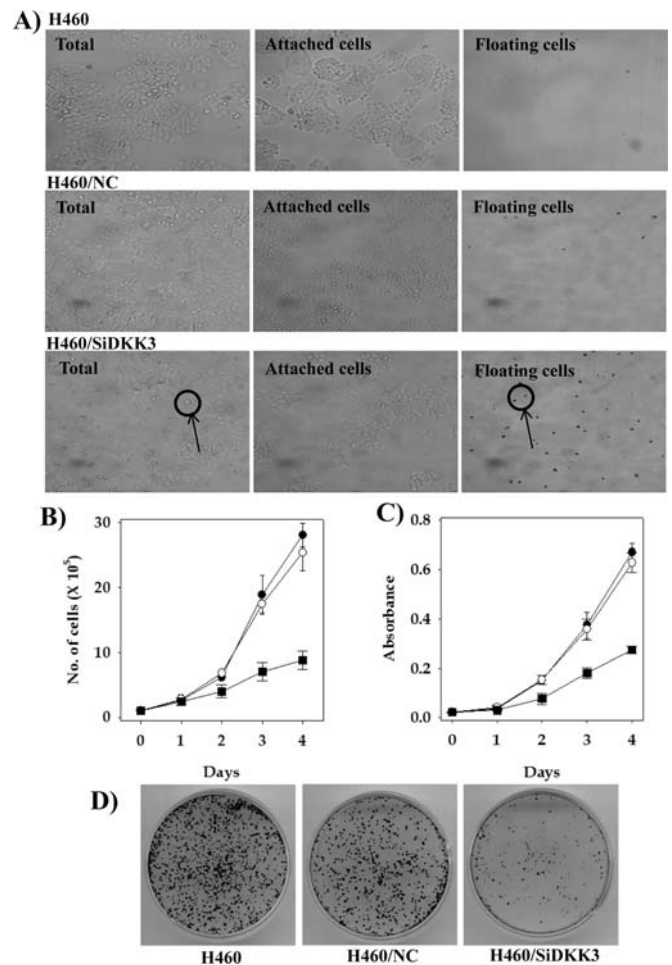 A)
H460
Total Attached cells Floating cells
H460/NC
Total Attached cells Floating cells
H460/SiDKK3
Total Attached cells Floating cells
B)
No. of cells (X 10⁵)
30
20
10
0
0 1 2 3 4
Days
C)
Absorbance
0.8
0.6
0.4
0.2
0.0
0 1 2 3 4
Days
D)
H460 H460/NC H460/SiDKK3